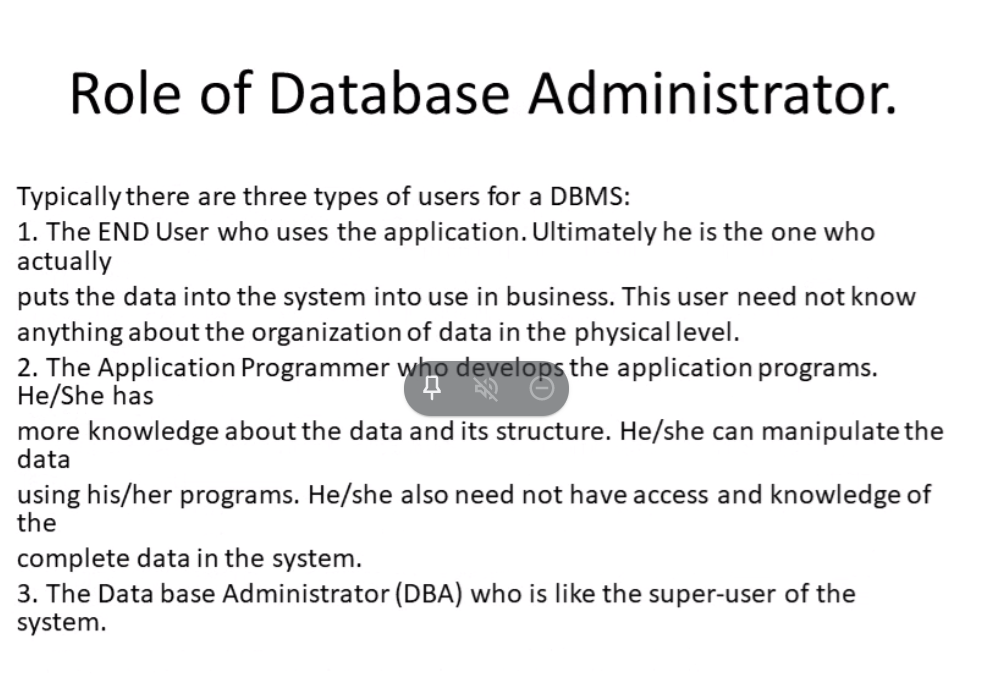 Role of Database Administrator.
Typically there are three types of users for a DBMS:
1. The END User who uses the application. Ultimately he is the one who
actually
puts the data into the system into use in business. This user need not know
anything about the organization of data in the physical level.
2. The Application Programmer who develops the application programs.
He/She has
more knowledge about the data and its structure. He/she can manipulate the
data
using his/her programs. He/she also need not have access and knowledge of
the
complete data in the system.
3. The Data base Administrator (DBA) who is like the super-user of the
system.